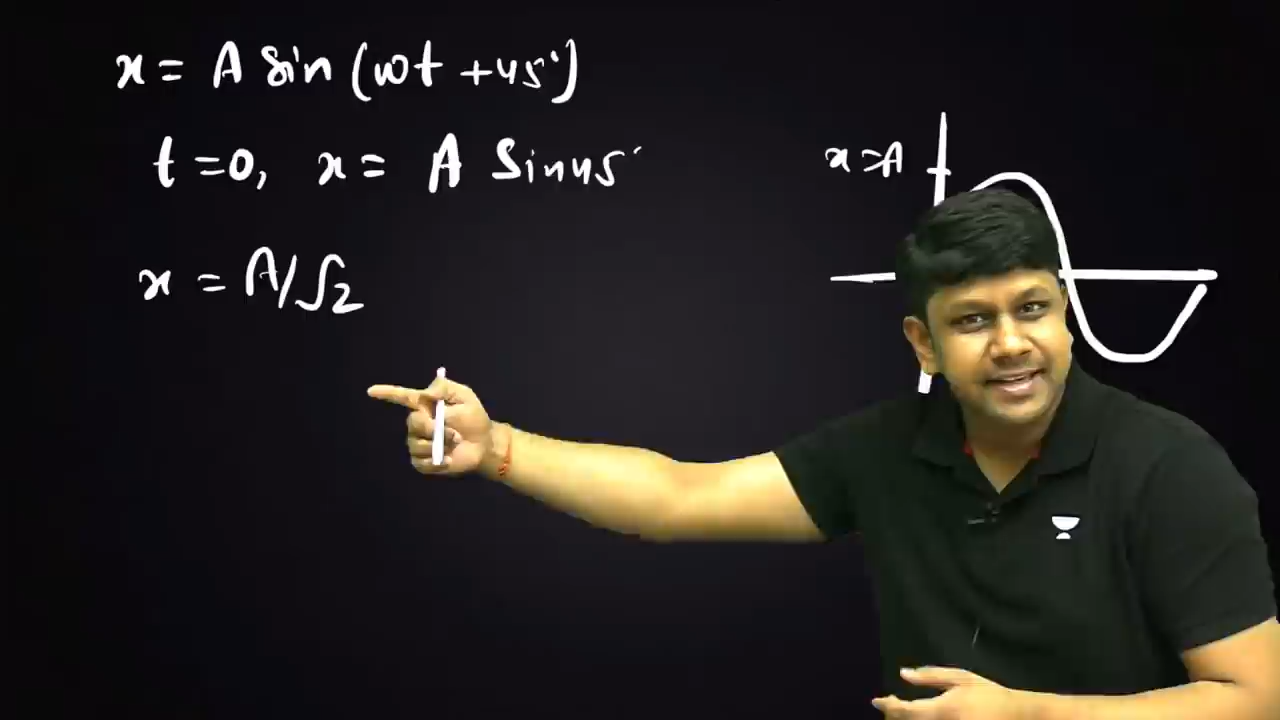 x = A sin (ωt + 45°)
t = 0, x = A Sin45°
x = A/√2
x = A